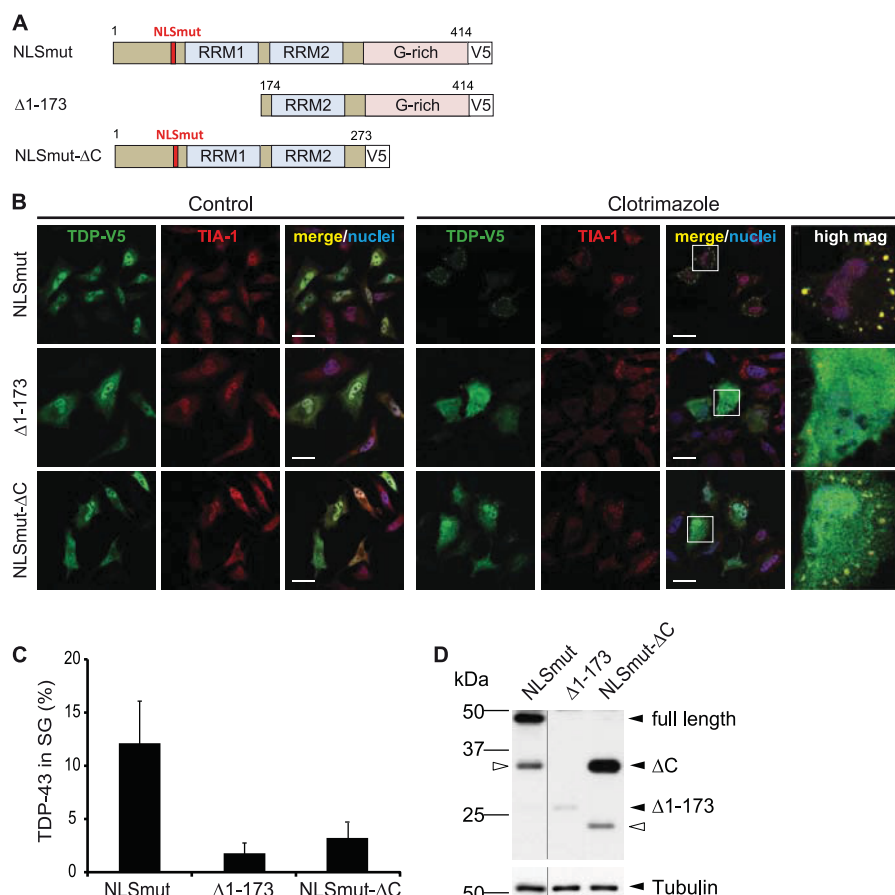 A
1 NLSmut 414
NLSmut RRM1 RRM2 G-rich V5
174 414
Δ1-173 RRM2 G-rich V5
1 NLSmut 273
NLSmut-ΔC RRM1 RRM2 V5
B
Control Clotrimazole
TDP-V5 TIA-1 merge/nuclei TDP-V5 TIA-1 merge/nuclei high mag
NLSmut
Δ1-173
NLSmut-ΔC
C
TDP-43 in SG (%)
20
15
10
5
0
NLSmut Δ1-173 NLSmut-ΔC
D
kDa NLSmut Δ1-173 NLSmut-ΔC
50 full length
37
ΔC
Δ1-173
25
Tubulin
50